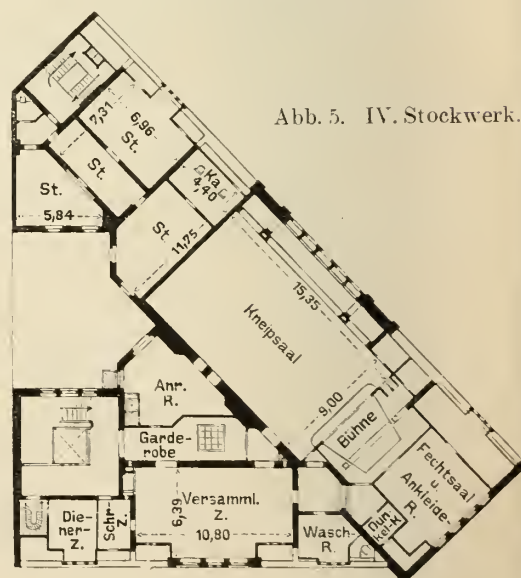 Abb. 5. IV. Stockwerk.
7,31
6,96
St.
St.
St.
5,84
Ka.
4,40
St.
11,75
15,35
Kneipsaal
9,00
Bühne
Anr.
R.
Garde-
robe
Fechtsaal
u.
Ankleide-
R.
Dun-
kel-K
Die-
ner-
Z.
Schr.
Z.
6,39
Versamml.
Z.
10,80
Wasch-
R.